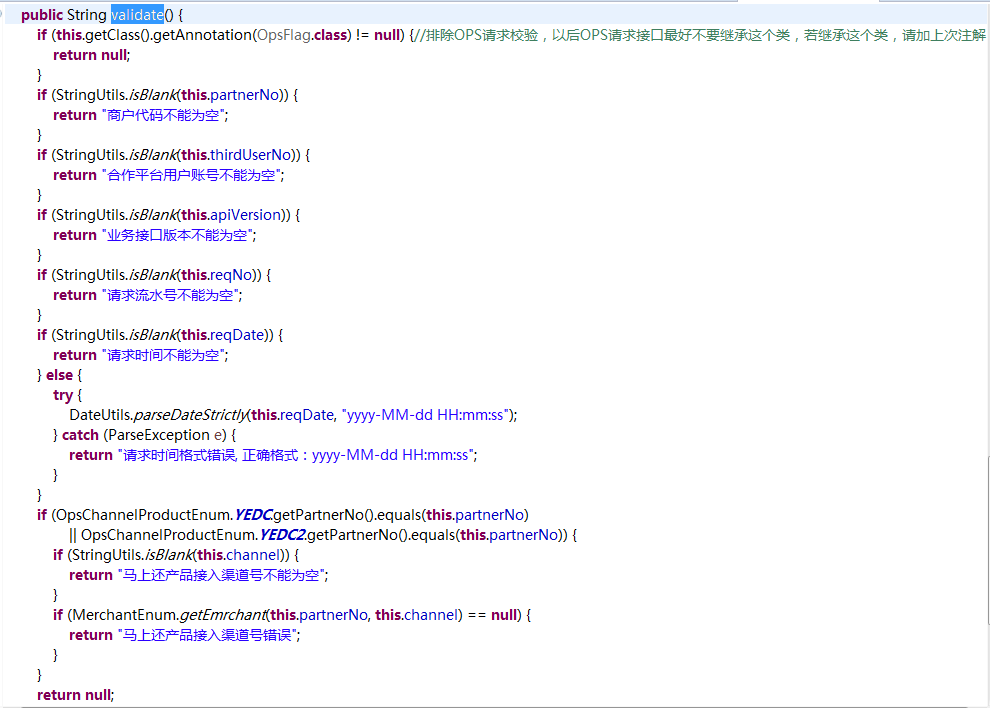 public String validate() {
if (this.getClass().getAnnotation(OpsFlag.class) != null) {//排除OPS请求校验，以后OPS请求接口最好不要继承这个类，若继承这个类，请加上次注解
return null;
}
if (StringUtils.isBlank(this.partnerNo)) {
return "商户代码不能为空";
}
if (StringUtils.isBlank(this.thirdUserNo)) {
return "合作平台用户账号不能为空";
}
if (StringUtils.isBlank(this.apiVersion)) {
return "业务接口版本不能为空";
}
if (StringUtils.isBlank(this.reqNo)) {
return "请求流水号不能为空";
}
if (StringUtils.isBlank(this.reqDate)) {
return "请求时间不能为空";
} else {
try {
DateUtils.parseDateStrictly(this.reqDate, "yyyy-MM-dd HH:mm:ss");
} catch (ParseException e) {
return "请求时间格式错误, 正确格式：yyyy-MM-dd HH:mm:ss";
}
}
if (OpsChannelProductEnum.YEDC.getPartnerNo().equals(this.partnerNo)
|| OpsChannelProductEnum.YEDC2.getPartnerNo().equals(this.partnerNo)) {
if (StringUtils.isBlank(this.channel)) {
return "马上还产品接入渠道号不能为空";
}
if (MerchantEnum.getEmrchant(this.partnerNo, this.channel) == null) {
return "马上还产品接入渠道号错误";
}
}
return null;